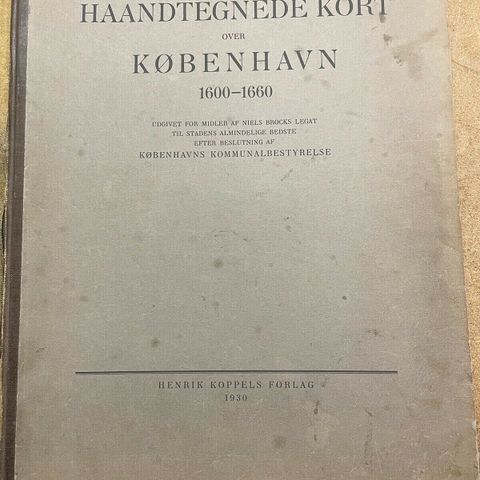 HAANDTEGNEDE KORT
OVER
KØBENHAVN
1600-1660
UDGIVET FOR MIDLER AF NIELS BROCKS LEGAT
TIL STADENS ALMINDELIGE BEDSTE
EFTER BESLUTNING AF
KØBENHAVNS KOMMUNALBESTYRELSE
HENRIK KOPPELS FORLAG
1930